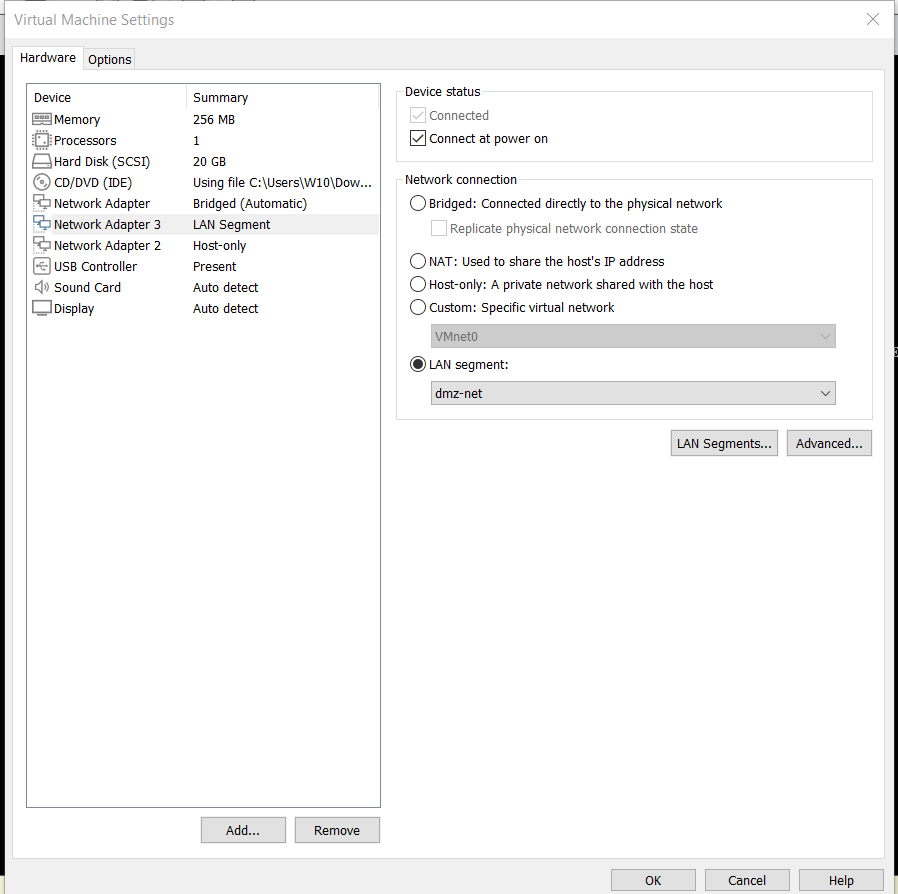 Virtual Machine Settings
Hardware
Options
Device Summary
Memory 256 MB
Processors 1
Hard Disk (SCSI) 20 GB
CD/DVD (IDE) Using file C:\Users\W10\Dow...
Network Adapter Bridged (Automatic)
Network Adapter 3 LAN Segment
Network Adapter 2 Host-only
USB Controller Present
Sound Card Auto detect
Display Auto detect
Add...
Remove
Device status
Connected
Connect at power on
Network connection
Bridged: Connected directly to the physical network
Replicate physical network connection state
NAT: Used to share the host's IP address
Host-only: A private network shared with the host
Custom: Specific virtual network
VMnet0
LAN segment:
dmz-net
LAN Segments...
Advanced...
OK
Cancel
Help